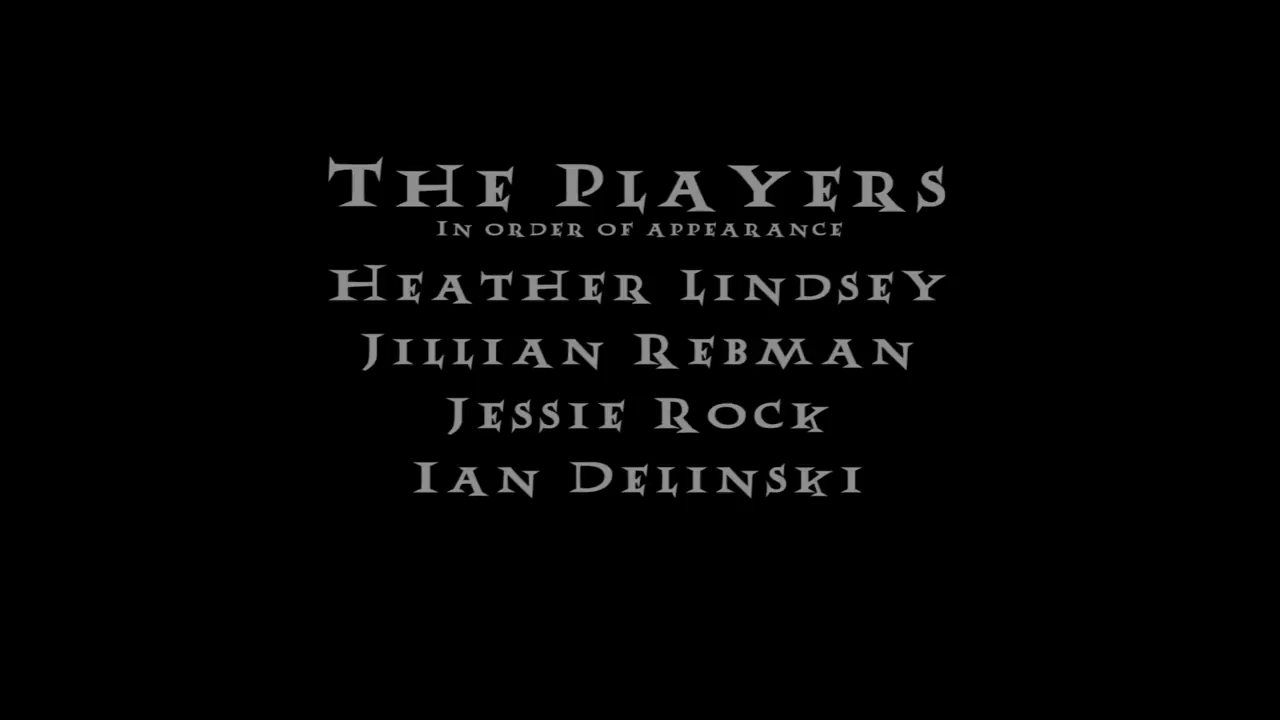 The Players
In order of appearance
Heather Lindsey
Jillian Rebman
Jessie Rock
Ian Delinski